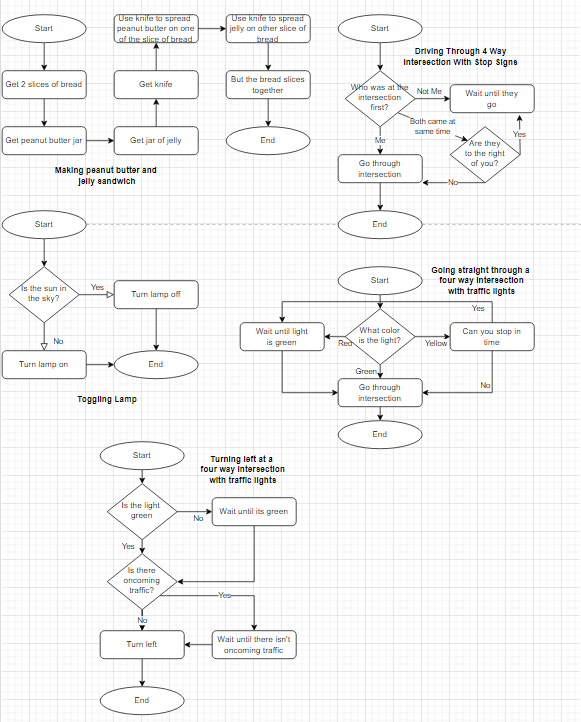 Start
Get 2 slices of bread
Get peanut butter jar
Get jar of jelly
Get knife
Use knife to spread
peanut butter on one
of the slice of bread
Use knife to spread
jelly on other slice of
bread
But the bread slices
together
End
Making peanut butter and
jelly sandwich
Start
Driving Through 4 Way
Intersection With Stop Signs
Who was at the
intersection
first?
Not Me
Wait until they
go
Both came at
same time
Yes
Are they
to the right
of you?
Me
No
Go through
intersection
End
Start
Is the sun in
the sky?
Yes
Turn lamp off
No
Turn lamp on
End
Toggling Lamp
Start
Going straight through a
four way intersection
with traffic lights
Yes
Wait until light
is green
Red
What color
is the light?
Yellow
Can you stop in
time
Green
No
Go through
intersection
End
Start
Turning left at a
four way intersection
with traffic lights
Is the light
green
No
Wait until its green
Yes
Is there
oncoming
traffic?
Yes
No
Turn left
Wait until there isn't
oncoming traffic
End